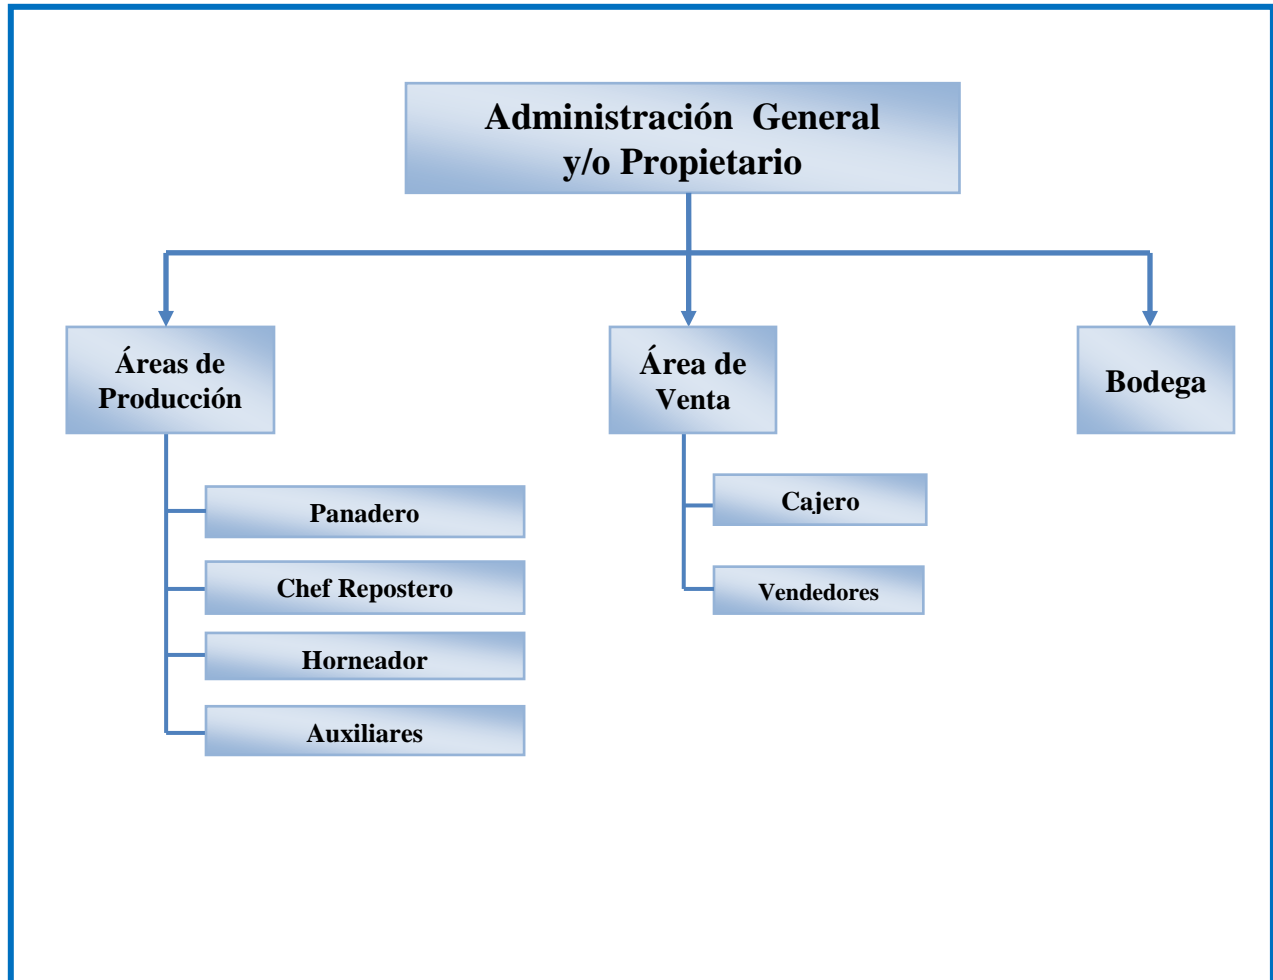 Administración  General
y/o Propietario
Áreas de
Producción
Área de
Venta
Bodega
Panadero
Chef Repostero
Horneador
Auxiliares
Cajero
Vendedores